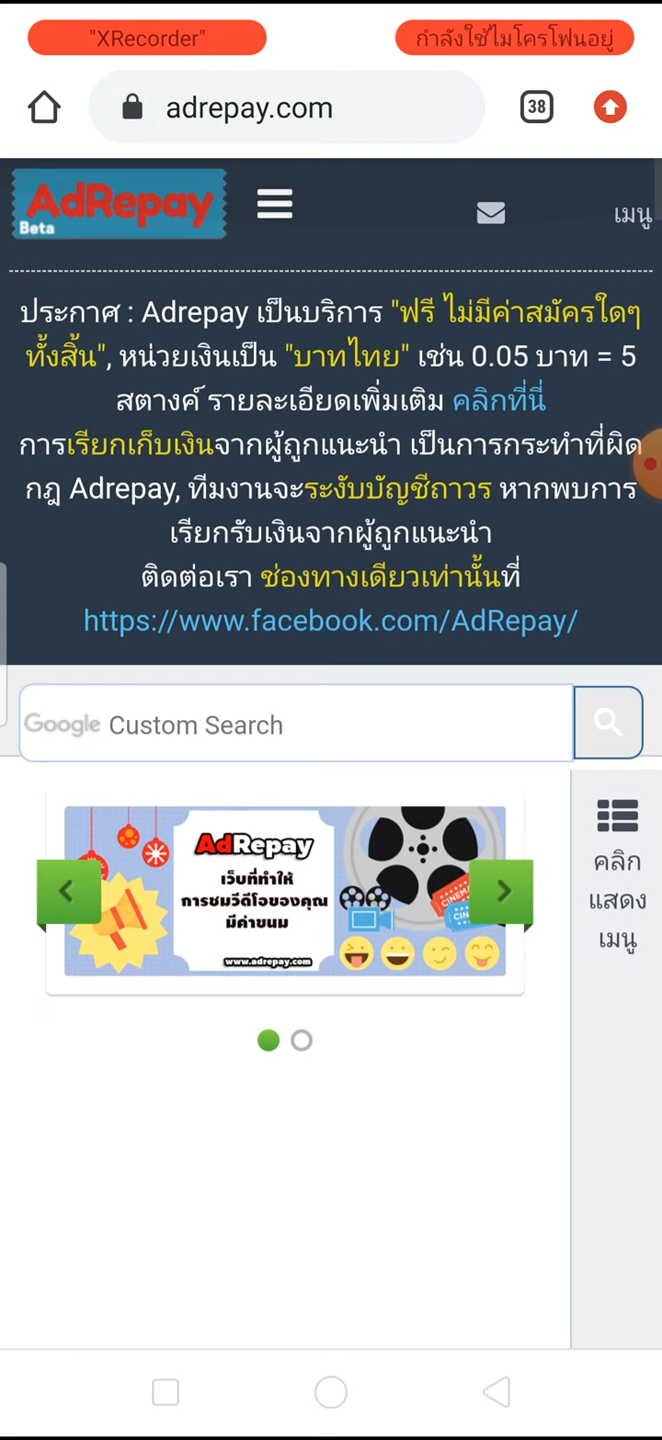 "XRecorder"
กำลังใช้ไมโครโฟนอยู่
adrepay.com
38
AdRepay
Beta
เมนู
ประกาศ : Adrepay เป็นบริการ "ฟรี ไม่มีค่าสมัครใดๆ
ทั้งสิ้น", หน่วยเงินเป็น "บาทไทย" เช่น 0.05 บาท = 5
สตางค์ รายละเอียดเพิ่มเติม คลิกที่นี่
การเรียกเก็บเงินจากผู้ถูกแนะนำ เป็นการกระทำที่ผิด
กฎ Adrepay, ทีมงานจะระงับบัญชีถาวร หากพบการ
เรียกรับเงินจากผู้ถูกแนะนำ
ติดต่อเรา ช่องทางเดียวเท่านั้นที่
https://www.facebook.com/AdRepay/
Google Custom Search
AdRepay
เว็บที่ทำให้
การชมวีดีโอของคุณ
มีค่าขนม
www.adrepay.com
CINEMA
CIN
คลิก
แสดง
เมนู